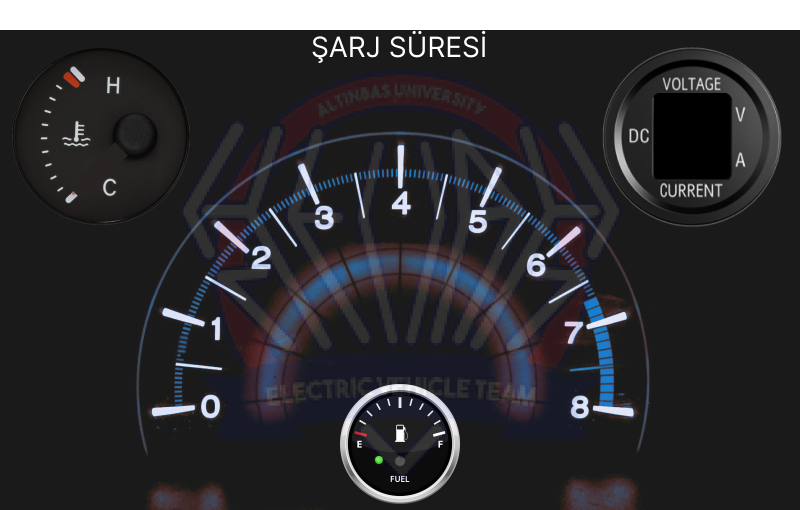 ŞARJ SÜRESİ
H
C
VOLTAGE
DC
V
A
CURRENT
ALTINBAS UNIVERSITY
0
1
2
3
4
5
6
7
8
ELECTRIC VEHICLE TEAM
E
F
FUEL